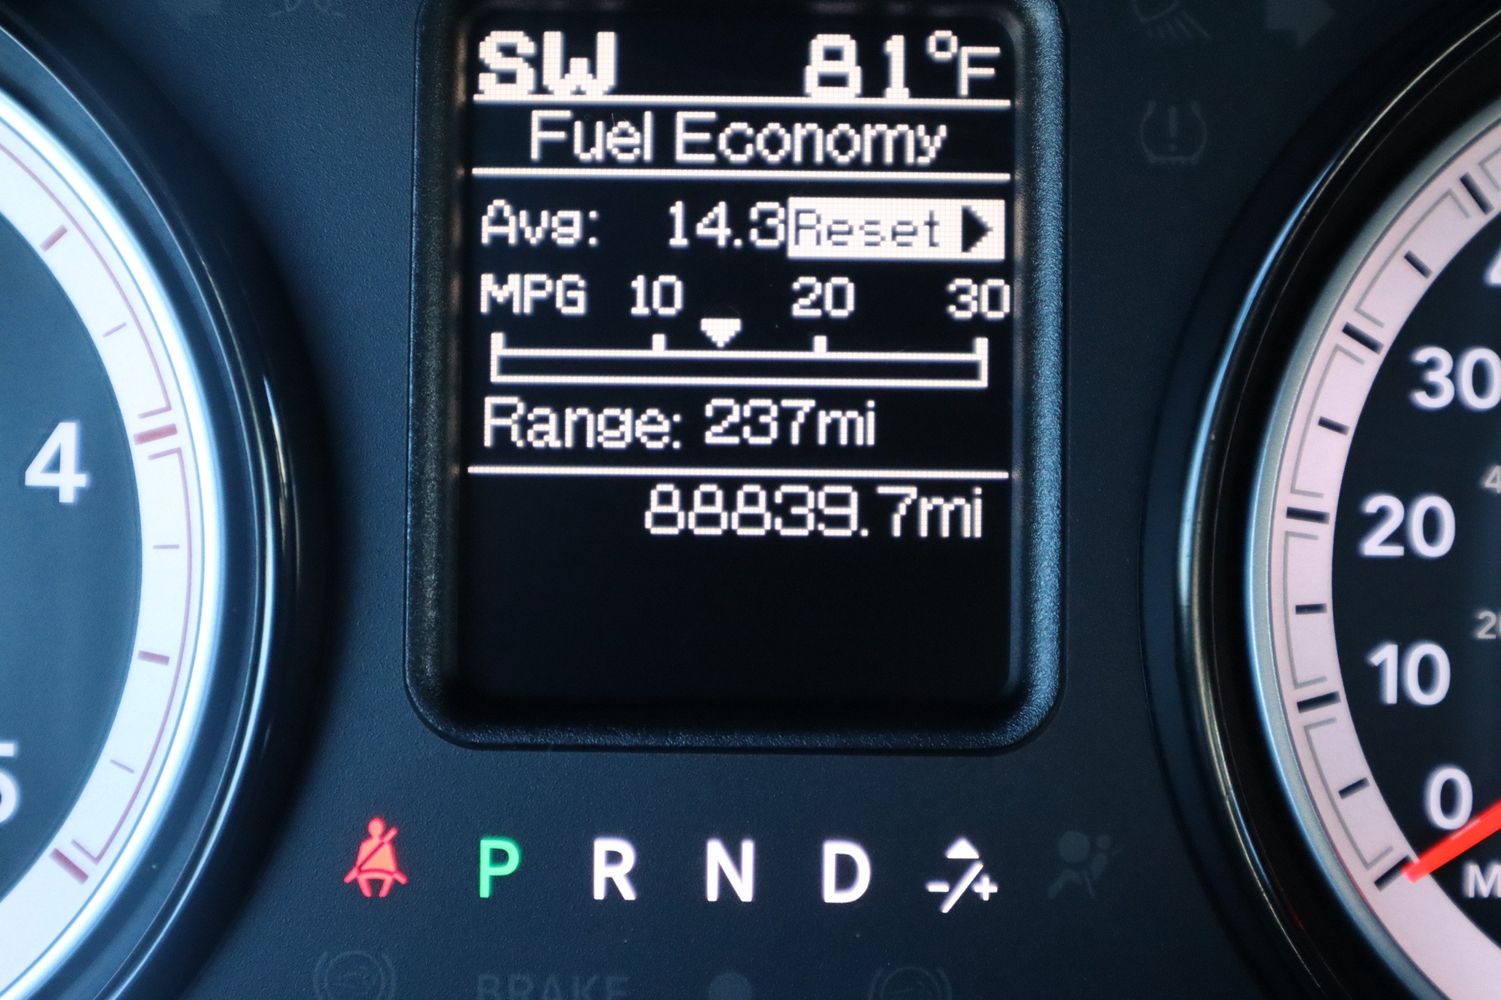 SW 81°F
Fuel Economy
Avg: 14.3 Reset
MPG 10 20 30
Range: 237mi
88839.7mi
4
30
20
10
0
P R N D -/+
BRAKE